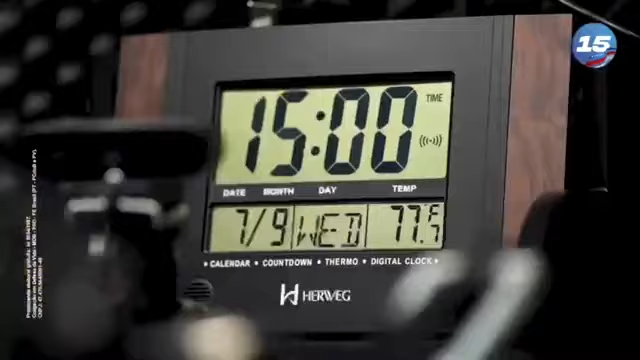 15
15:00
TIME
DATE MONTH DAY TEMP
7/9 WED 77.5°F
• CALENDAR • COUNTDOWN • THERMO • DIGITAL CLOCK •
HERWEG